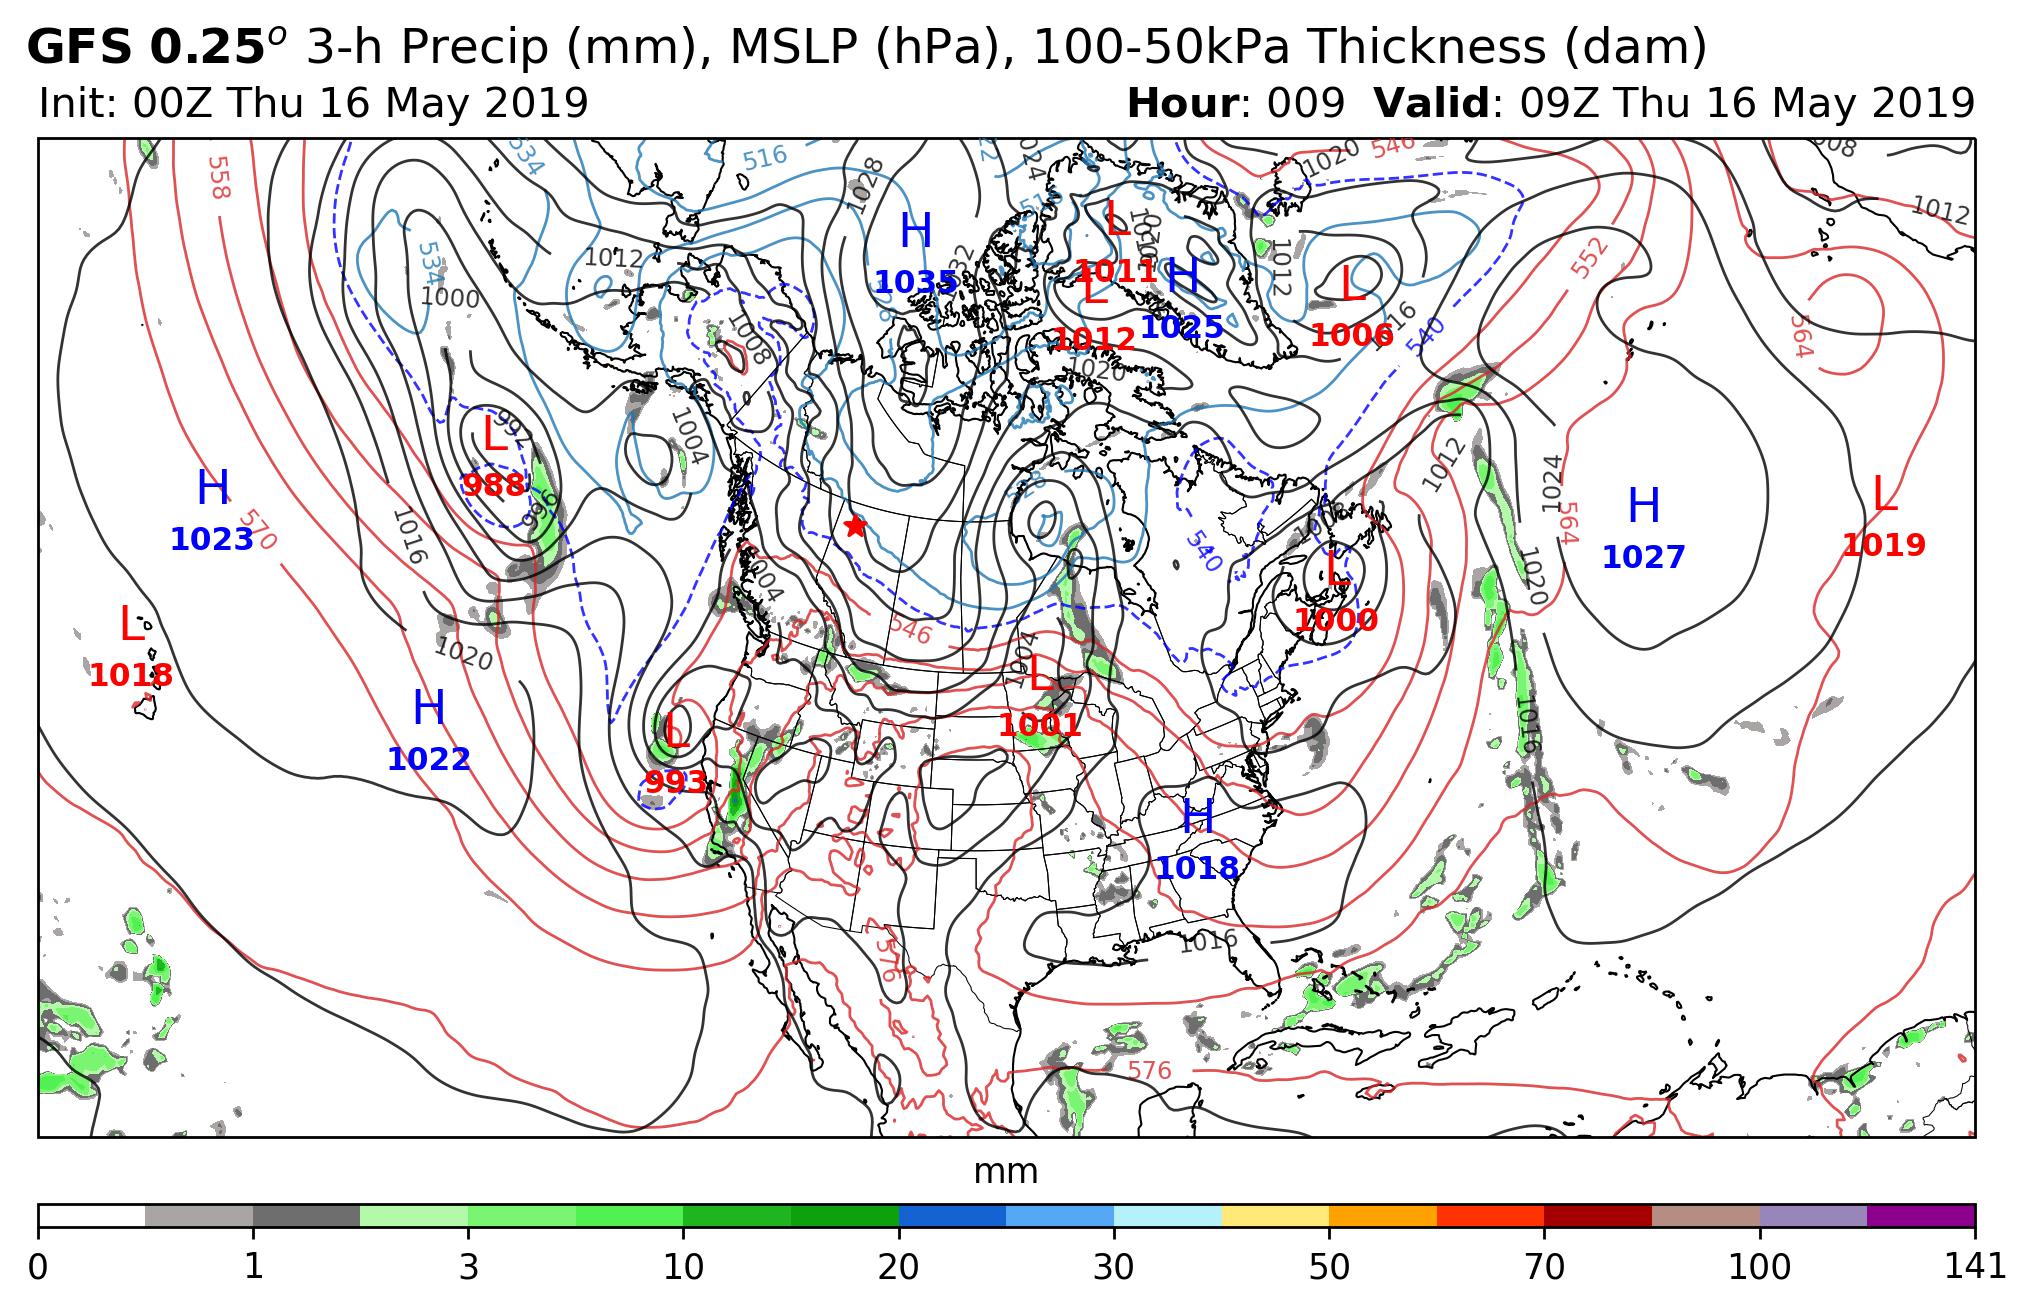 GFS 0.25° 3-h Precip (mm), MSLP (hPa), 100-50kPa Thickness (dam)
Init: 00Z Thu 16 May 2019
Hour: 009 Valid: 09Z Thu 16 May 2019
534
516
1028
1024
1020
546
1012
558
H
1035
L
1011
H
1025
L
1012
L
1006
552
1012
534
1000
1012
1008
528
1016
540
564
1020
L
988
992
996
1004
1012
1024
564
H
1023
570
1016
H
1027
L
1019
540
1008
L
1000
1020
1004
546
L
1018
1020
1004
L
1001
H
1022
L
993
1016
H
1018
576
1016
576
mm
0 1 3 10 20 30 50 70 100 141